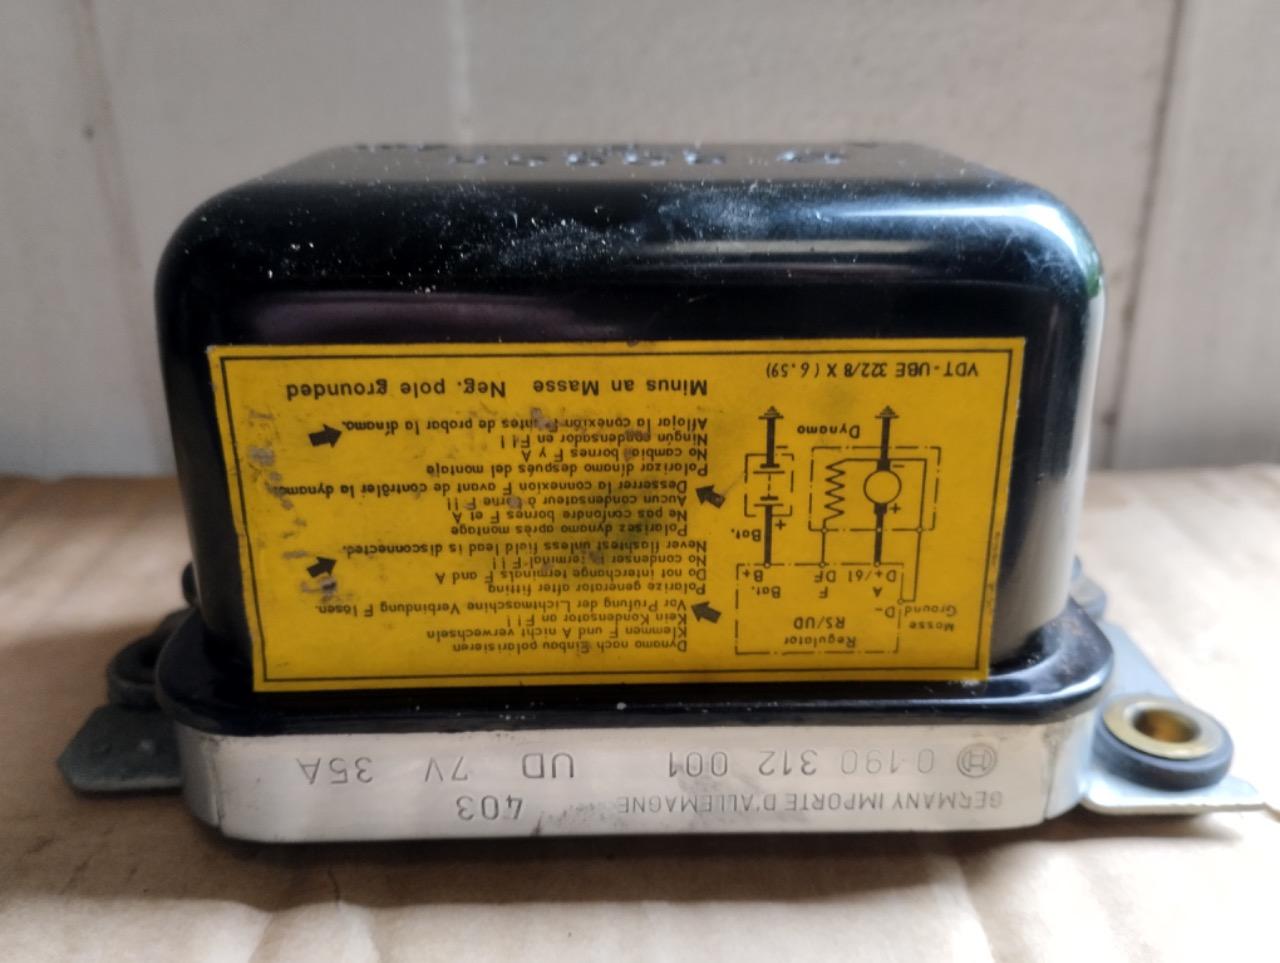 GERMANY IMPORTE D'ALLEMAGNE 403
0 190 312 001 UD 7V 35A
Regulator
RS/UD
Masse
Ground
D-
A F Bat.
D+/61 DF B+
Bat.
+
+
-
Dynamo
VDT-UBE 322/8 X (6.59)
Dynamo nach Einbau polarisieren
Klemmen F und A nicht verwechseln
Kein Kondensator an F!!
Vor Prüfung der Lichtmaschine Verbindung F lösen.
Polarize generator after fitting
Do not interchange terminals F and A
No condenser terminal F!!
Never flashtest unless field lead is disconnected.
Polarisez dynamo après montage
Ne pas confondre bornes F et A
Aucun condensateur à borne F!!
Desserrer la connexion F avant de contrôler la dynamo.
Polarizar dínamo después del montaje
No cambiar bornes F y A
Ningún condensador en F!!
Aflojar la conexión F antes de probar la dínamo.
Minus an Masse Neg. pole grounded